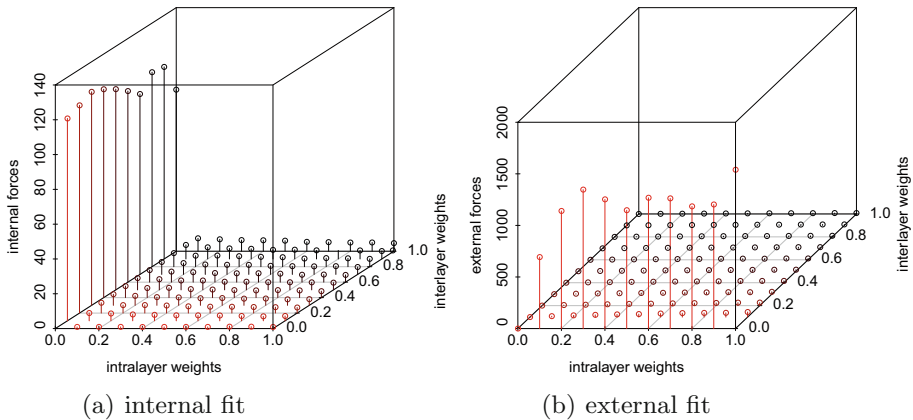 140
120
100
80
60
40
20
0
internal forces
0.0 0.2 0.4 0.6 0.8 1.0
intralayer weights
0.0
0.2
0.4
0.6
0.8
1.0
interlayer weights
(a) internal fit
2000
1500
1000
500
0
external forces
0.0 0.2 0.4 0.6 0.8 1.0
intralayer weights
0.0
0.2
0.4
0.6
0.8
1.0
interlayer weights
(b) external fit